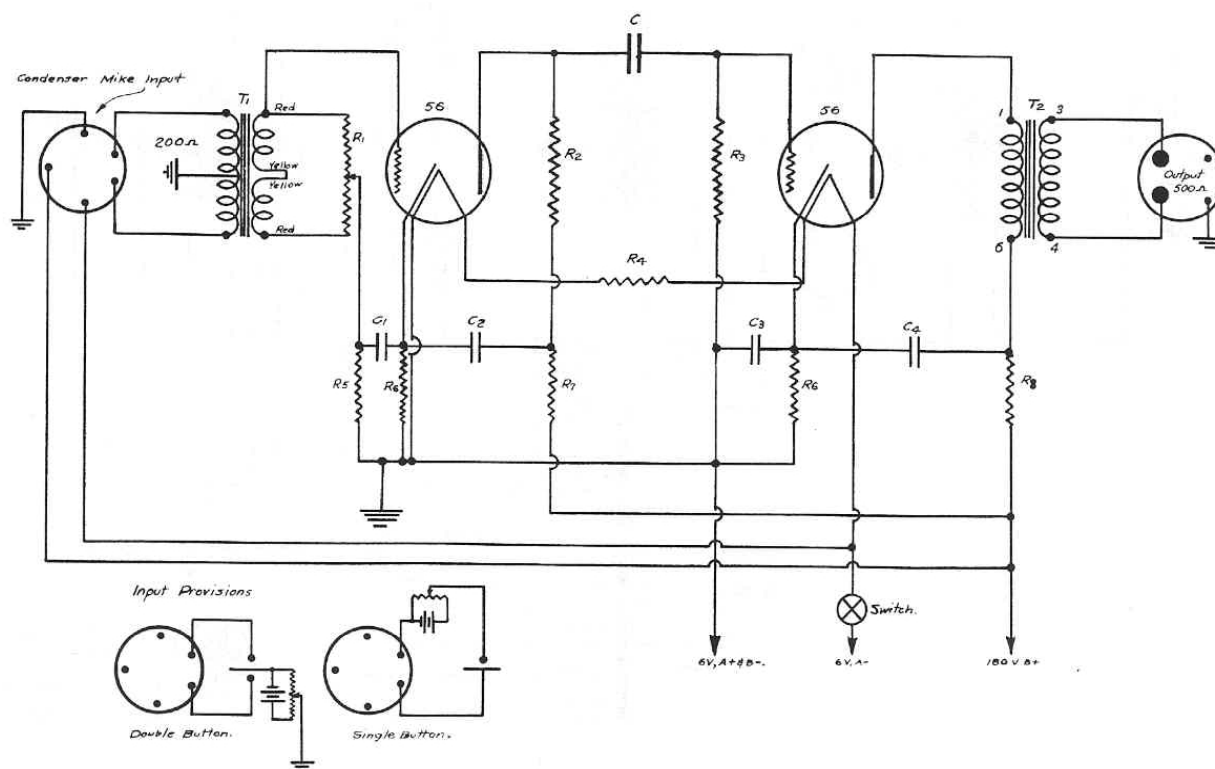 C
Condenser Mike Input
T1
Red
56
56
T2
1
3
200Ω
R1
R2
R3
Yellow
Yellow
Output
500Ω
Red
6
4
R4
C1
C2
C3
C4
R5
R6
R7
R6
R8
Input Provisions
Switch.
6V, A+&B-.
6V, A-
180 V B+
Double Button.
Single Button.